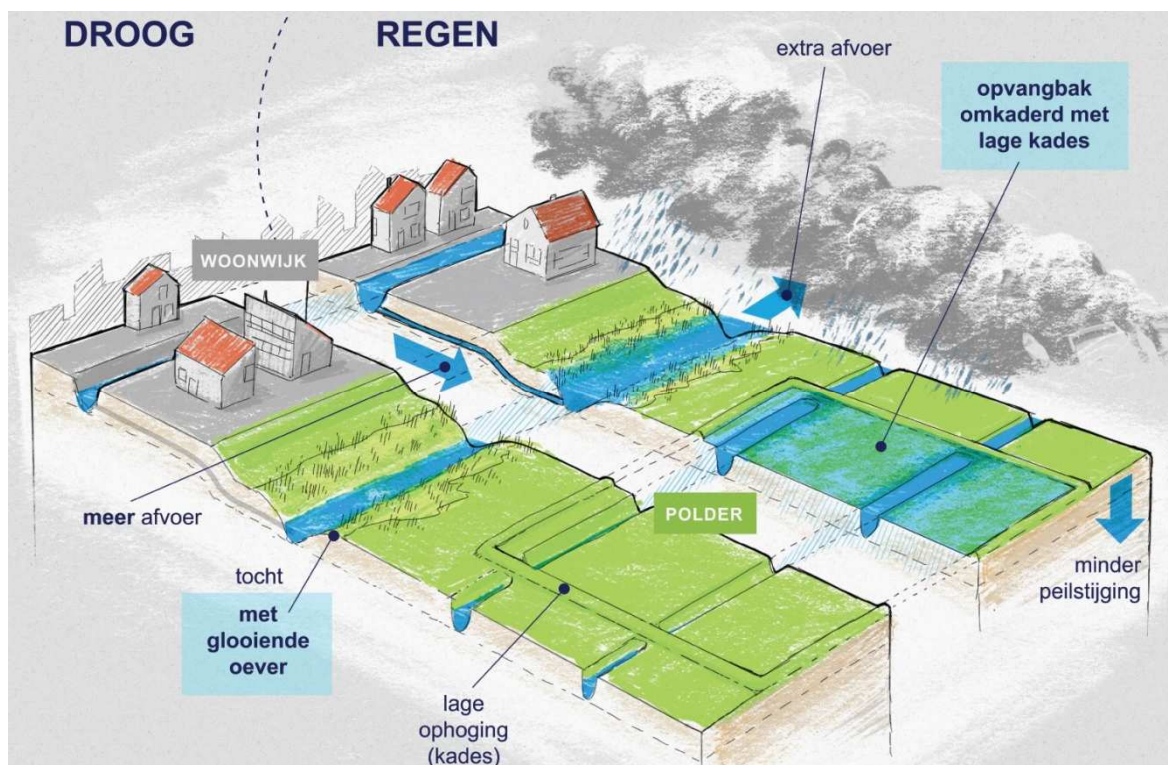 DROOG
REGEN
extra afvoer
opvangbak
omkaderd met
lage kades
WOONWIJK
meer afvoer
POLDER
minder
peilstijging
tocht
met
glooiende
oever
lage
ophoging
(kades)